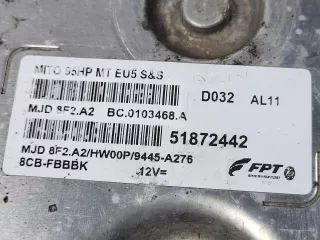 MITO 95HP MT EU5 S&S
D032 AL11
MJD 8F2.A2 BC.0103468.A
51872442
MJD 8F2.A2/HW00P/9445-A276
8CB-FBBBK 12V=
FPT